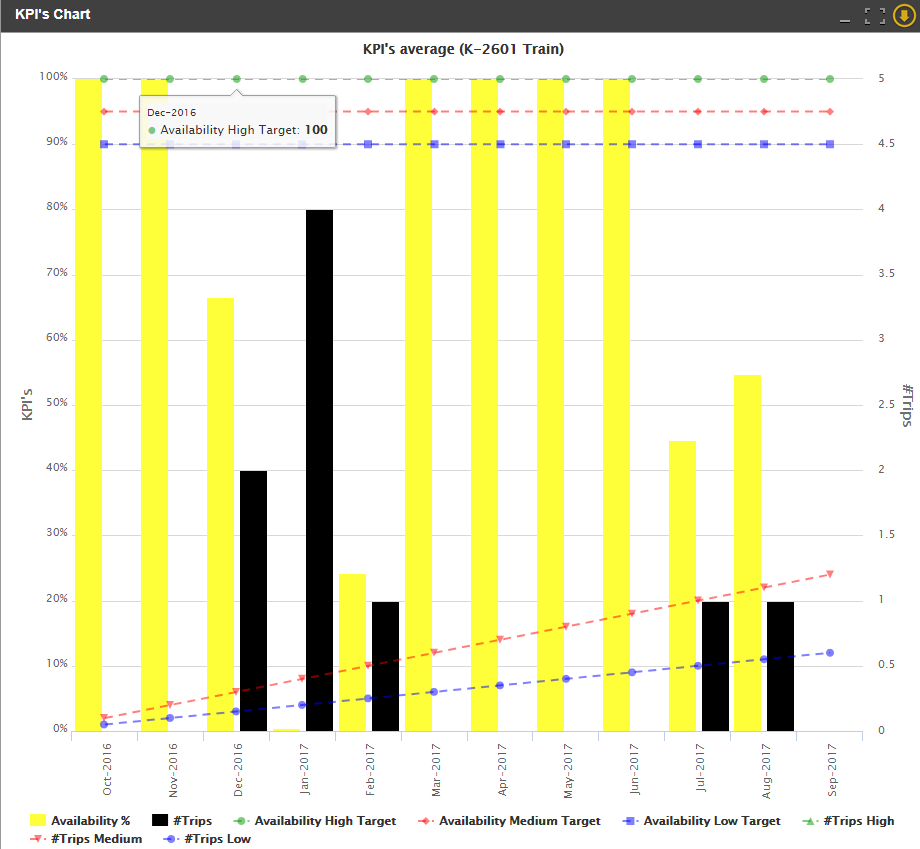 KPI's Chart
KPI's average (K-2601 Train)
100%
90%
80%
70%
60%
50%
40%
30%
20%
10%
0%
KPI's
Dec-2016
Availability High Target: 100
5
4.5
4
3.5
3
2.5
2
1.5
1
0.5
0
#Trips
Oct-2016
Nov-2016
Dec-2016
Jan-2017
Feb-2017
Mar-2017
Apr-2017
May-2017
Jun-2017
Jul-2017
Aug-2017
Sep-2017
Availability % #Trips Availability High Target Availability Medium Target Availability Low Target #Trips High
#Trips Medium #Trips Low